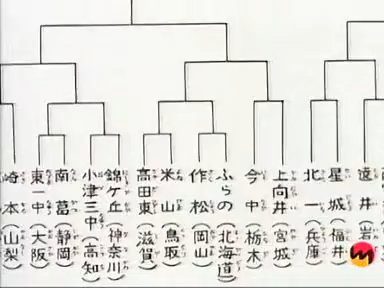 崎本(山梨)
東一中(大阪)
南葛(静岡)
小津三中(高知)
錦ケ丘(神奈川)
高田東(滋賀)
米山(鳥取)
作松(岡山)
ふらの(北海道)
今中(栃木)
上向井(宮城)
北一(兵庫)
星城(福井)